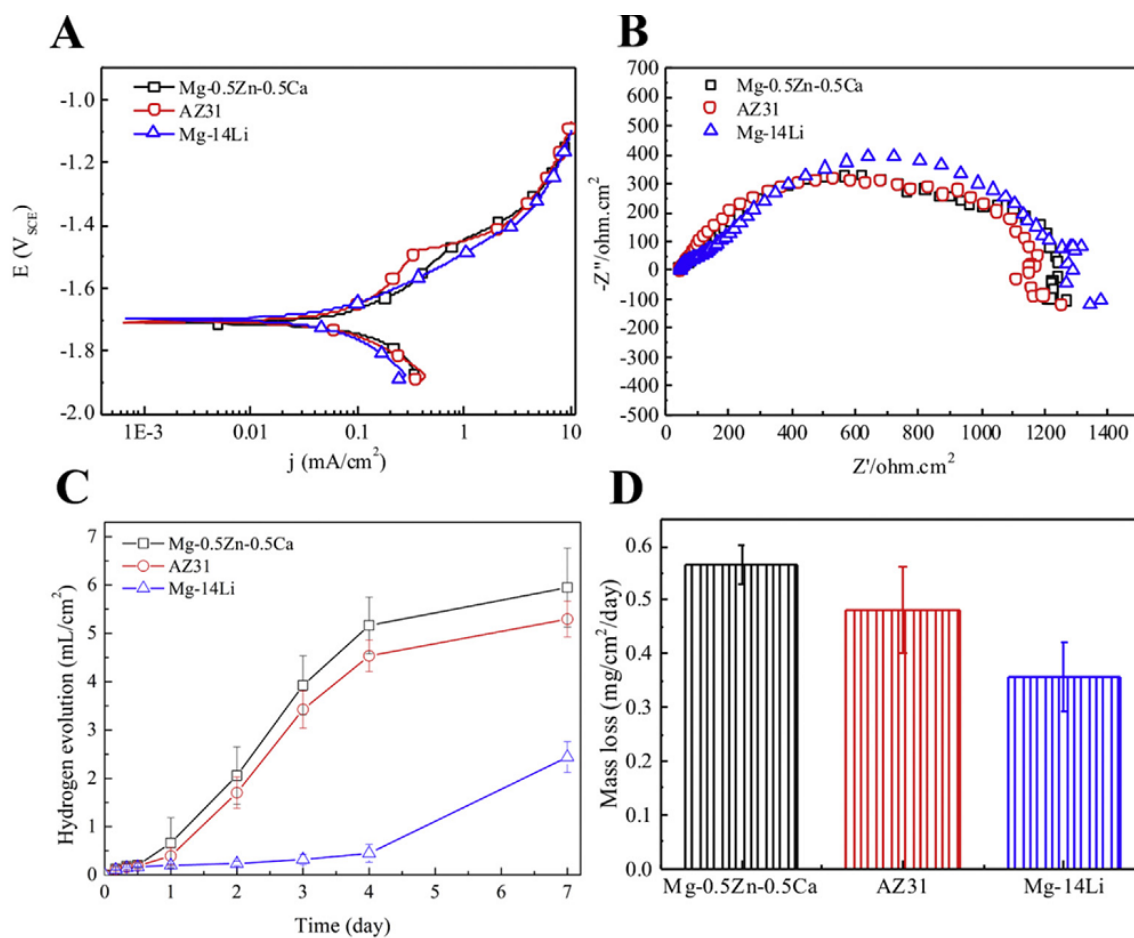 A
Mg-0.5Zn-0.5Ca
AZ31
Mg-14Li
-1.0
-1.2
-1.4
-1.6
-1.8
-2.0
E (V_SCE)
1E-3 0.01 0.1 1 10
j (mA/cm²)
B
Mg-0.5Zn-0.5Ca
AZ31
Mg-14Li
700
600
500
400
300
200
100
0
-100
-200
-300
-400
-500
-Z''/ohm.cm²
0 200 400 600 800 1000 1200 1400
Z'/ohm.cm²
C
Mg-0.5Zn-0.5Ca
AZ31
Mg-14Li
7
6
5
4
3
2
1
0
Hydrogen evolution (mL/cm²)
0 1 2 3 4 5 6 7
Time (day)
D
0.6
0.5
0.4
0.3
0.2
0.1
0.0
Mass loss (mg/cm²/day)
Mg-0.5Zn-0.5Ca AZ31 Mg-14Li